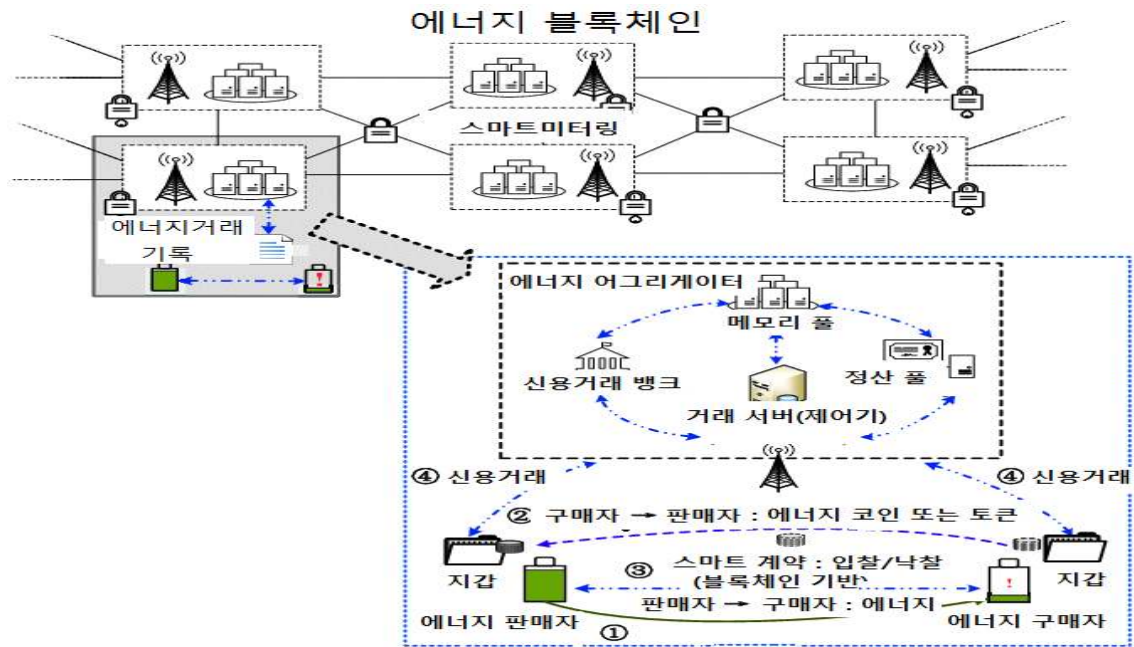 에너지 블록체인
스마트미터링
에너지거래
기록
에너지 어그리게이터
메모리 풀
신용거래 뱅크
정산 풀
거래 서버(제어기)
④ 신용거래
④ 신용거래
② 구매자 → 판매자 : 에너지 코인 또는 토큰
③ 스마트 계약 : 입찰/낙찰
(블록체인 기반)
지갑
지갑
판매자 → 구매자 : 에너지
에너지 판매자
①
에너지 구매자